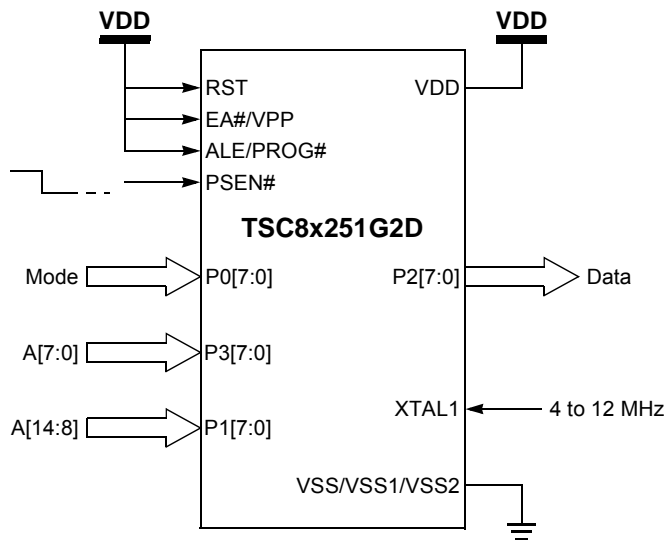 VDD
VDD
RST
VDD
EA#/VPP
ALE/PROG#
PSEN#
TSC8x251G2D
Mode
P0[7:0]
P2[7:0]
Data
A[7:0]
P3[7:0]
XTAL1
4 to 12 MHz
A[14:8]
P1[7:0]
VSS/VSS1/VSS2